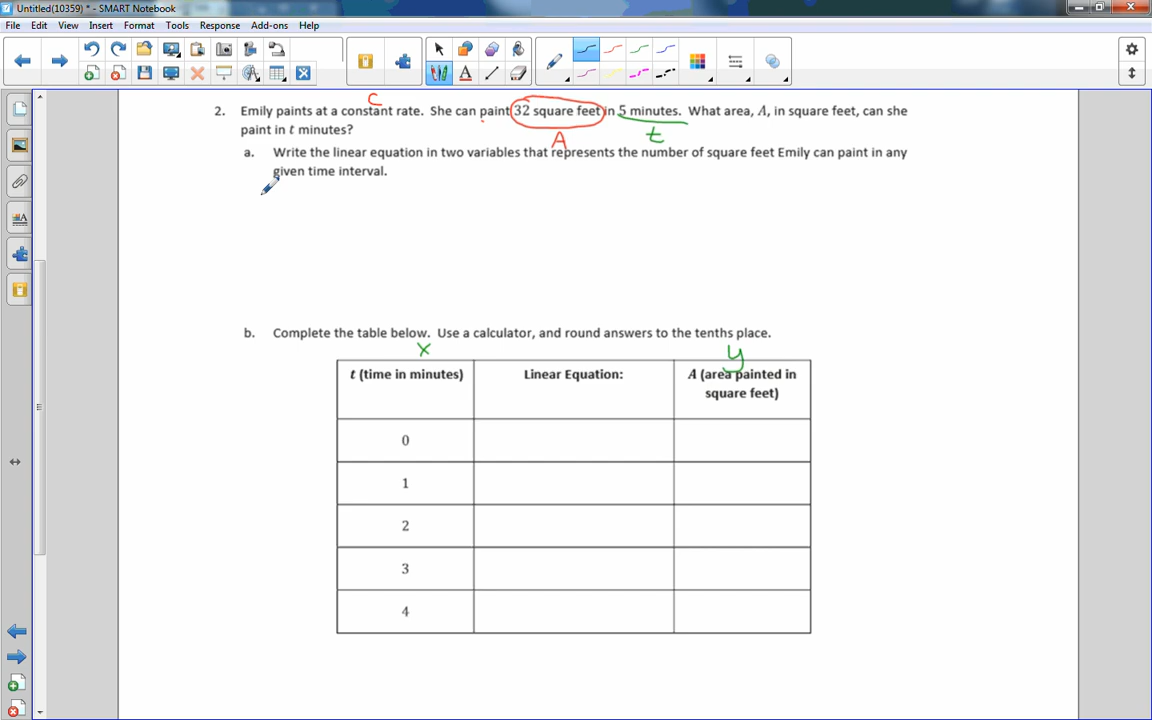 Untitled(10359) * - SMART Notebook
File Edit View Insert Format Tools Response Add-ons Help
C
2. Emily paints at a constant rate. She can paint 32 square feet in 5 minutes. What area, A, in square feet, can she
paint in t minutes?
A t
a. Write the linear equation in two variables that represents the number of square feet Emily can paint in any
given time interval.
b. Complete the table below. Use a calculator, and round answers to the tenths place.
x y
t (time in minutes) Linear Equation: A (area painted in
square feet)
0
1
2
3
4